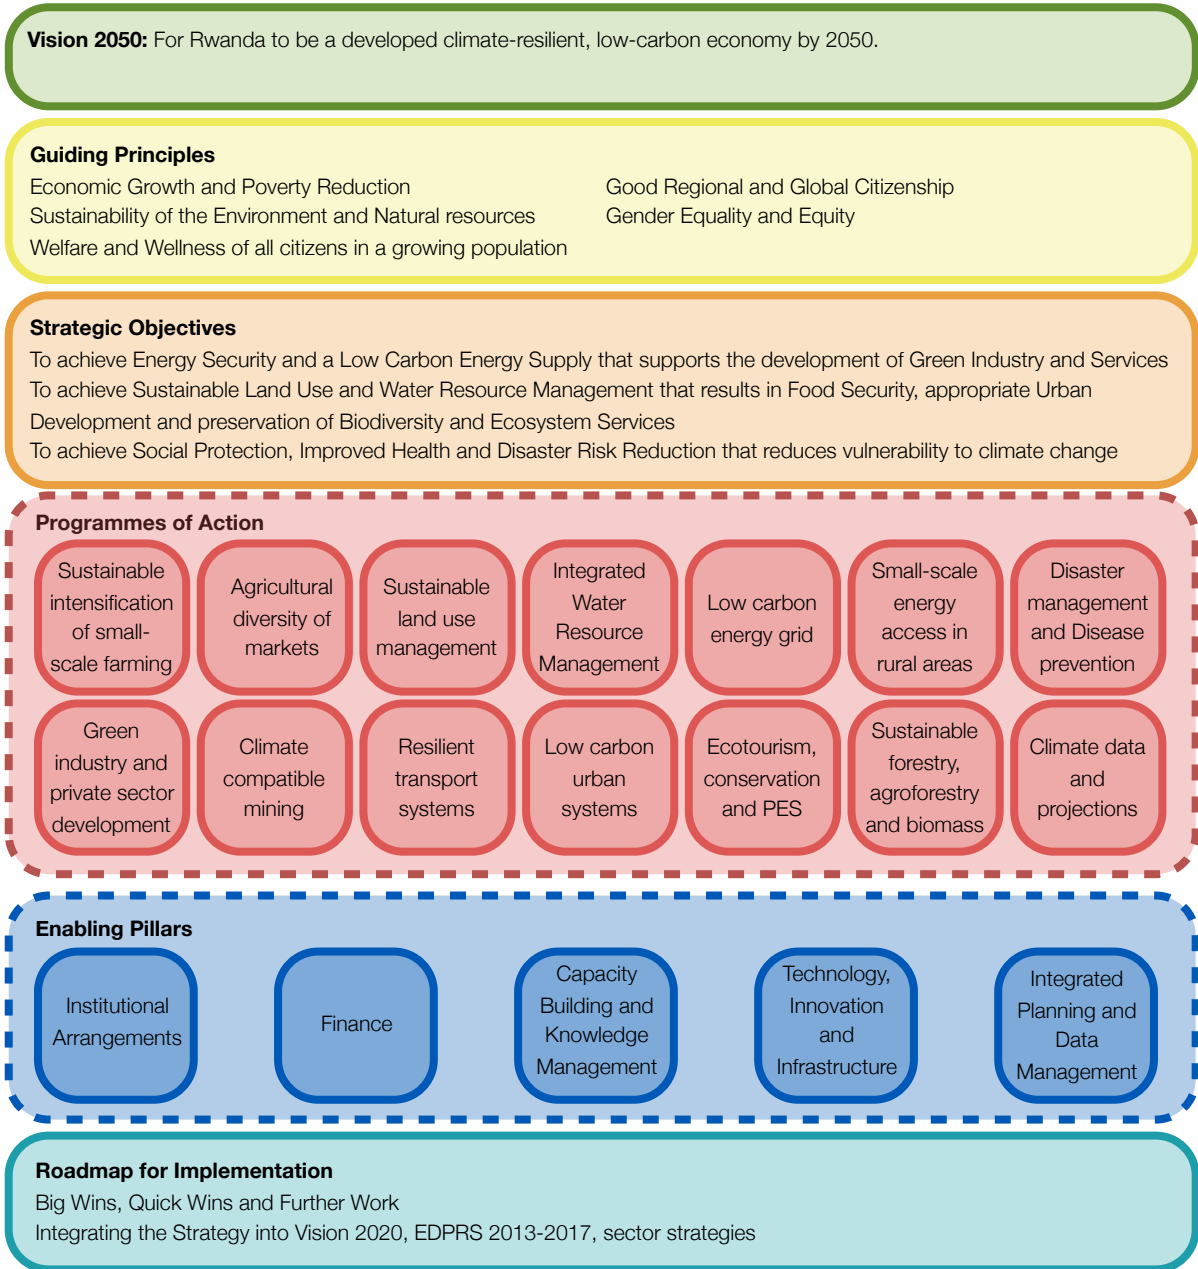 Vision 2050: For Rwanda to be a developed climate-resilient, low-carbon economy by 2050.
Guiding Principles
Economic Growth and Poverty Reduction
Sustainability of the Environment and Natural resources
Welfare and Wellness of all citizens in a growing population
Good Regional and Global Citizenship
Gender Equality and Equity
Strategic Objectives
To achieve Energy Security and a Low Carbon Energy Supply that supports the development of Green Industry and Services
To achieve Sustainable Land Use and Water Resource Management that results in Food Security, appropriate Urban
Development and preservation of Biodiversity and Ecosystem Services
To achieve Social Protection, Improved Health and Disaster Risk Reduction that reduces vulnerability to climate change
Programmes of Action
Sustainable
intensification
of small-
scale farming
Agricultural
diversity of
markets
Sustainable
land use
management
Integrated
Water
Resource
Management
Low carbon
energy grid
Small-scale
energy
access in
rural areas
Disaster
management
and Disease
prevention
Green
industry and
private sector
development
Climate
compatible
mining
Resilient
transport
systems
Low carbon
urban
systems
Ecotourism,
conservation
and PES
Sustainable
forestry,
agroforestry
and biomass
Climate data
and
projections
Enabling Pillars
Institutional
Arrangements
Finance
Capacity
Building and
Knowledge
Management
Technology,
Innovation
and
Infrastructure
Integrated
Planning and
Data
Management
Roadmap for Implementation
Big Wins, Quick Wins and Further Work
Integrating the Strategy into Vision 2020, EDPRS 2013-2017, sector strategies